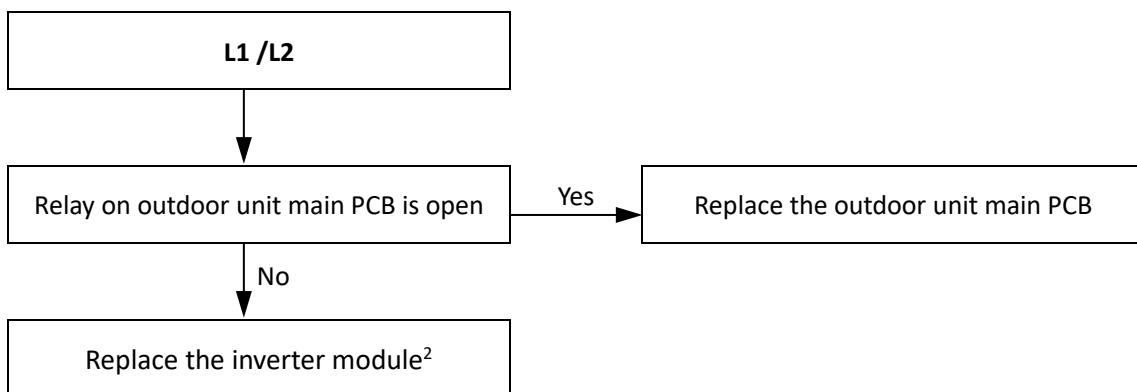 L1 /L2
Relay on outdoor unit main PCB is open
Yes
Replace the outdoor unit main PCB
No
Replace the inverter module²